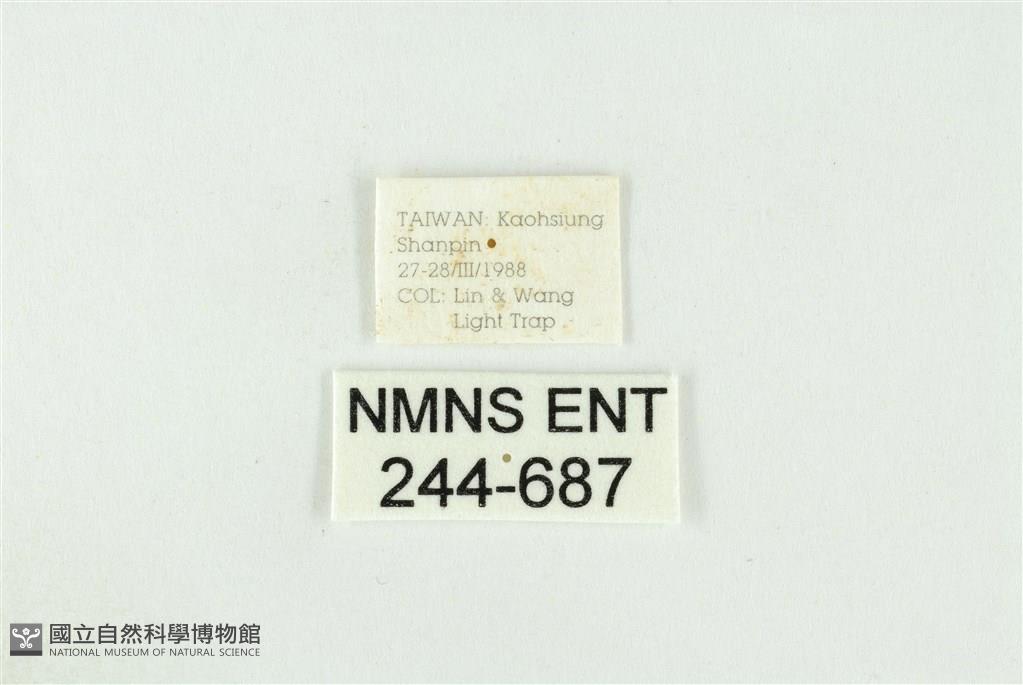 TAIWAN: Kaohsiung
Shanpin
27-28/III/1988
COL: Lin & Wang
Light Trap
NMNS ENT
244-687
國立自然科學博物館
NATIONAL MUSEUM OF NATURAL SCIENCE